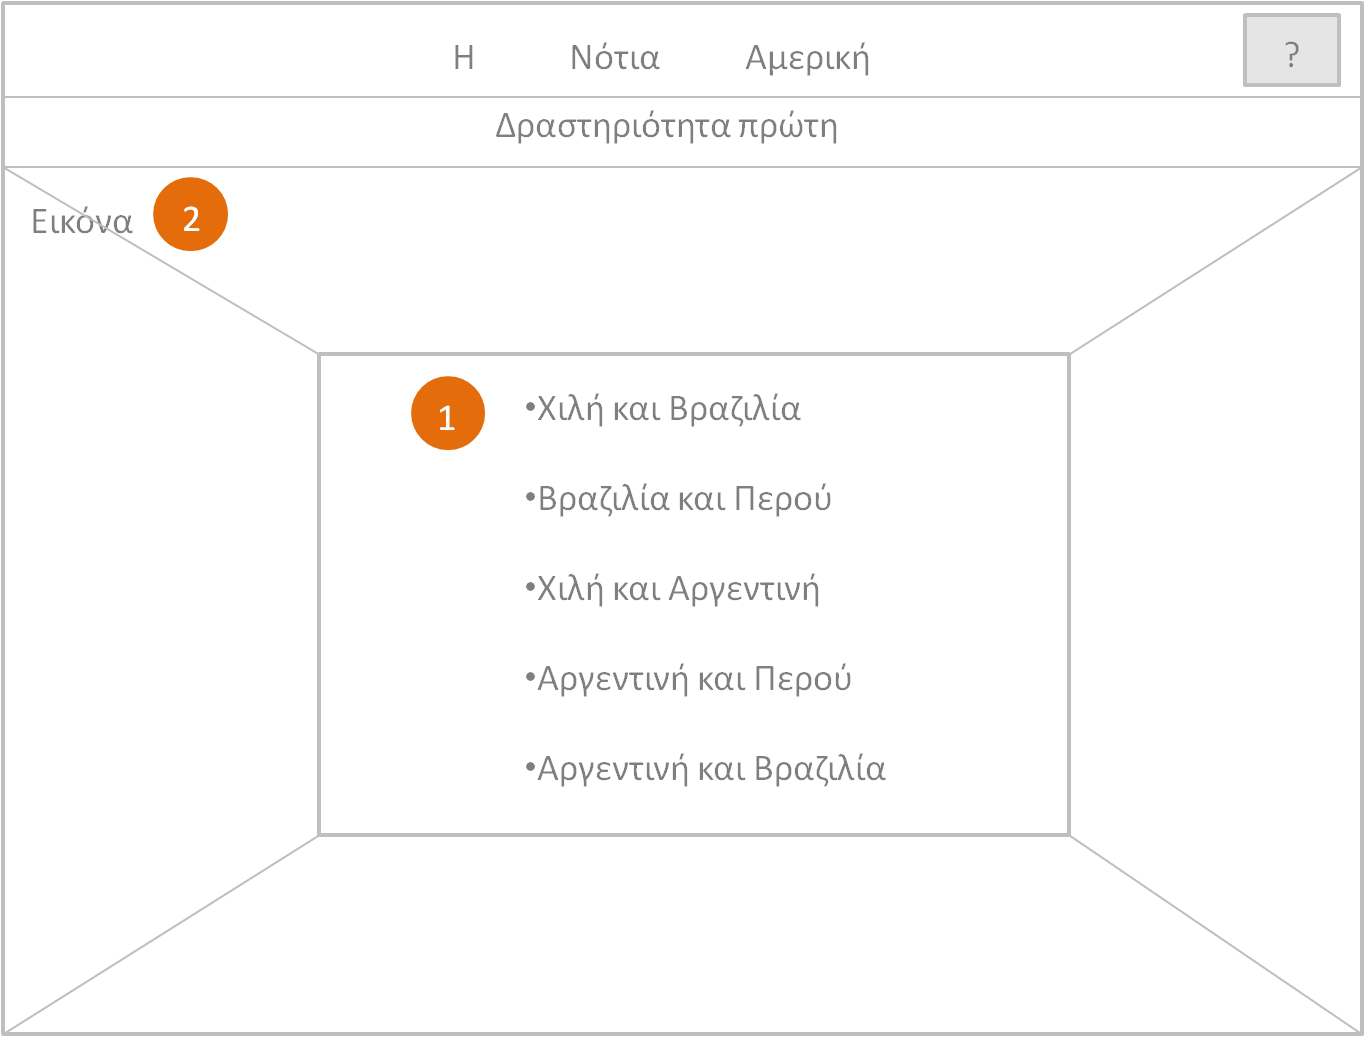 Η Νότια Αμερική ?
Δραστηριότητα πρώτη
Εικόνα 2
1 •Χιλή και Βραζιλία
•Βραζιλία και Περού
•Χιλή και Αργεντινή
•Αργεντινή και Περού
•Αργεντινή και Βραζιλία